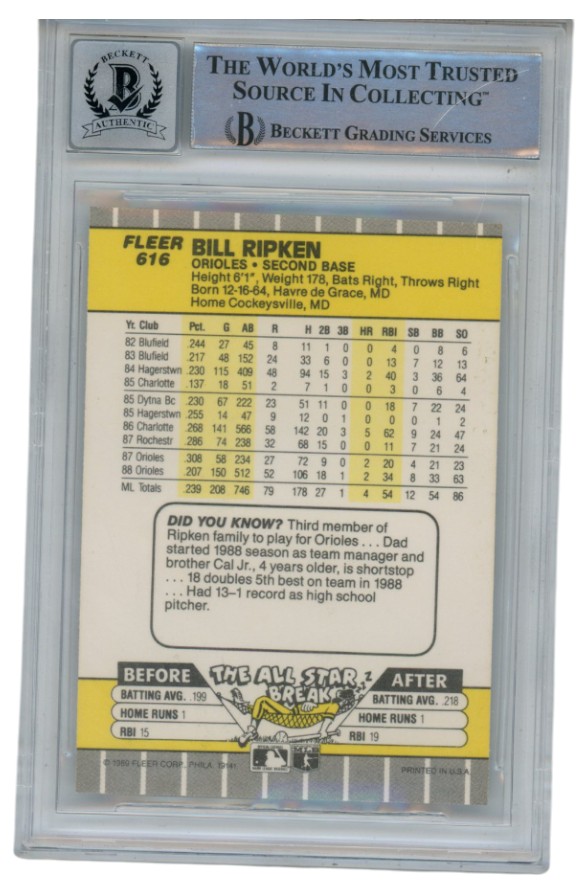 BECKETT
B
AUTHENTIC
THE WORLD'S MOST TRUSTED
SOURCE IN COLLECTING™
B BECKETT GRADING SERVICES
FLEER BILL RIPKEN
616 ORIOLES • SECOND BASE
Height 6'1", Weight 178, Bats Right, Throws Right
Born 12-16-64, Havre de Grace, MD
Home Cockeysville, MD
Yr. Club Pct. G AB R H 2B 3B HR RBI SB BB SO
82 Blufield .244 27 45 8 11 1 0 0 4 0 8 6
83 Blufield .217 48 152 24 33 6 0 0 13 7 12 13
84 Hagerstwn .230 115 409 48 94 15 3 2 40 3 36 64
85 Charlotte .137 18 51 2 7 1 0 0 3 0 6 4
85 Dytna Bc .230 67 222 23 51 11 0 0 18 7 22 24
85 Hagerstwn .255 14 47 9 12 0 1 0 0 0 1 2
86 Charlotte .268 141 566 58 142 20 3 5 62 9 24 47
87 Rochestr .286 74 238 32 68 15 0 0 11 7 21 24
87 Orioles .308 58 234 27 72 9 0 2 20 4 21 23
88 Orioles .207 150 512 52 106 18 1 2 34 8 33 63
ML Totals .239 208 746 79 178 27 1 4 54 12 54 86
DID YOU KNOW? Third member of
Ripken family to play for Orioles . . . Dad
started 1988 season as team manager and
brother Cal Jr., 4 years older, is shortstop
. . . 18 doubles 5th best on team in 1988
. . . Had 13–1 record as high school
pitcher.
BEFORE THE ALL STAR BREAK AFTER
BATTING AVG. .199 BATTING AVG. .218
HOME RUNS 1 HOME RUNS 1
RBI 15 RBI 19
© 1989 FLEER CORP., PHILA. 19141 PRINTED IN U.S.A.